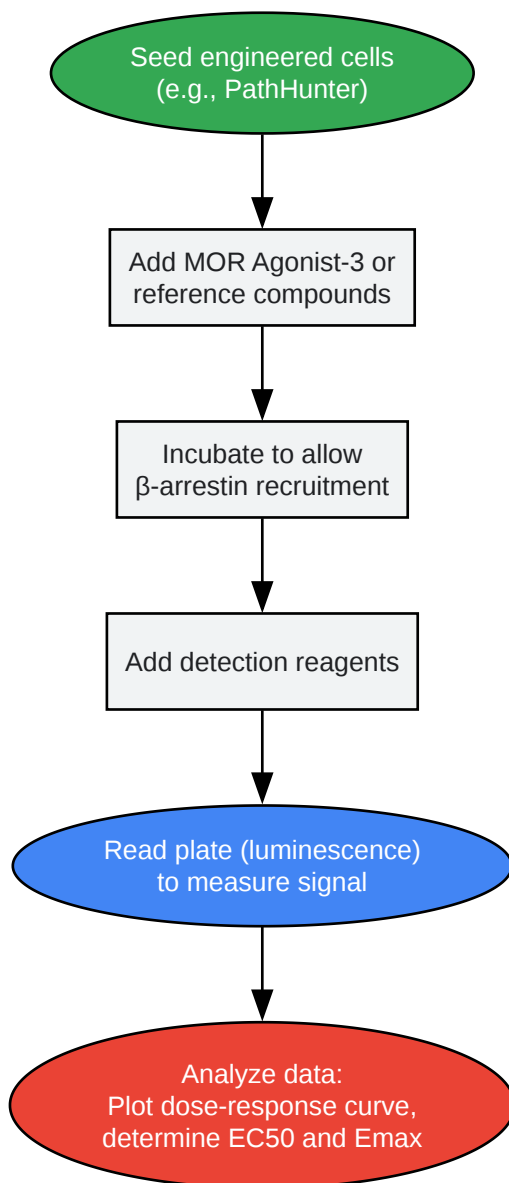 Seed engineered cells
(e.g., PathHunter)
Add MOR Agonist-3 or
reference compounds
Incubate to allow
β-arrestin recruitment
Add detection reagents
Read plate (luminescence)
to measure signal
Analyze data:
Plot dose-response curve,
determine EC50 and Emax